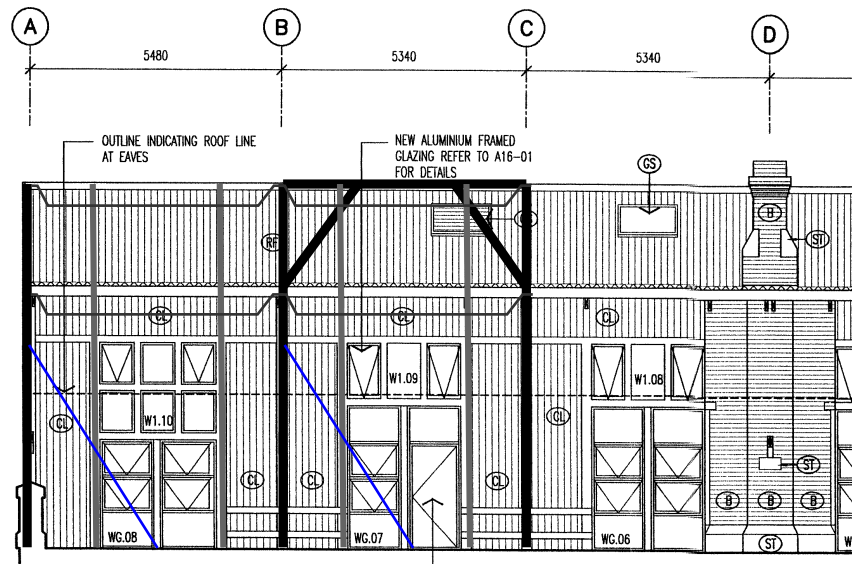 A
B
C
D
5480
5340
5340
OUTLINE INDICATING ROOF LINE
AT EAVES
NEW ALUMINIUM FRAMED
GLAZING REFER TO A16-01
FOR DETAILS
GS
B
ST
RF
CL
CL
CL
W1.09
W1.08
W1.10
CL
CL
CL
CL
CL
ST
B
B
B
WG.08
WG.07
WG.06
ST
W